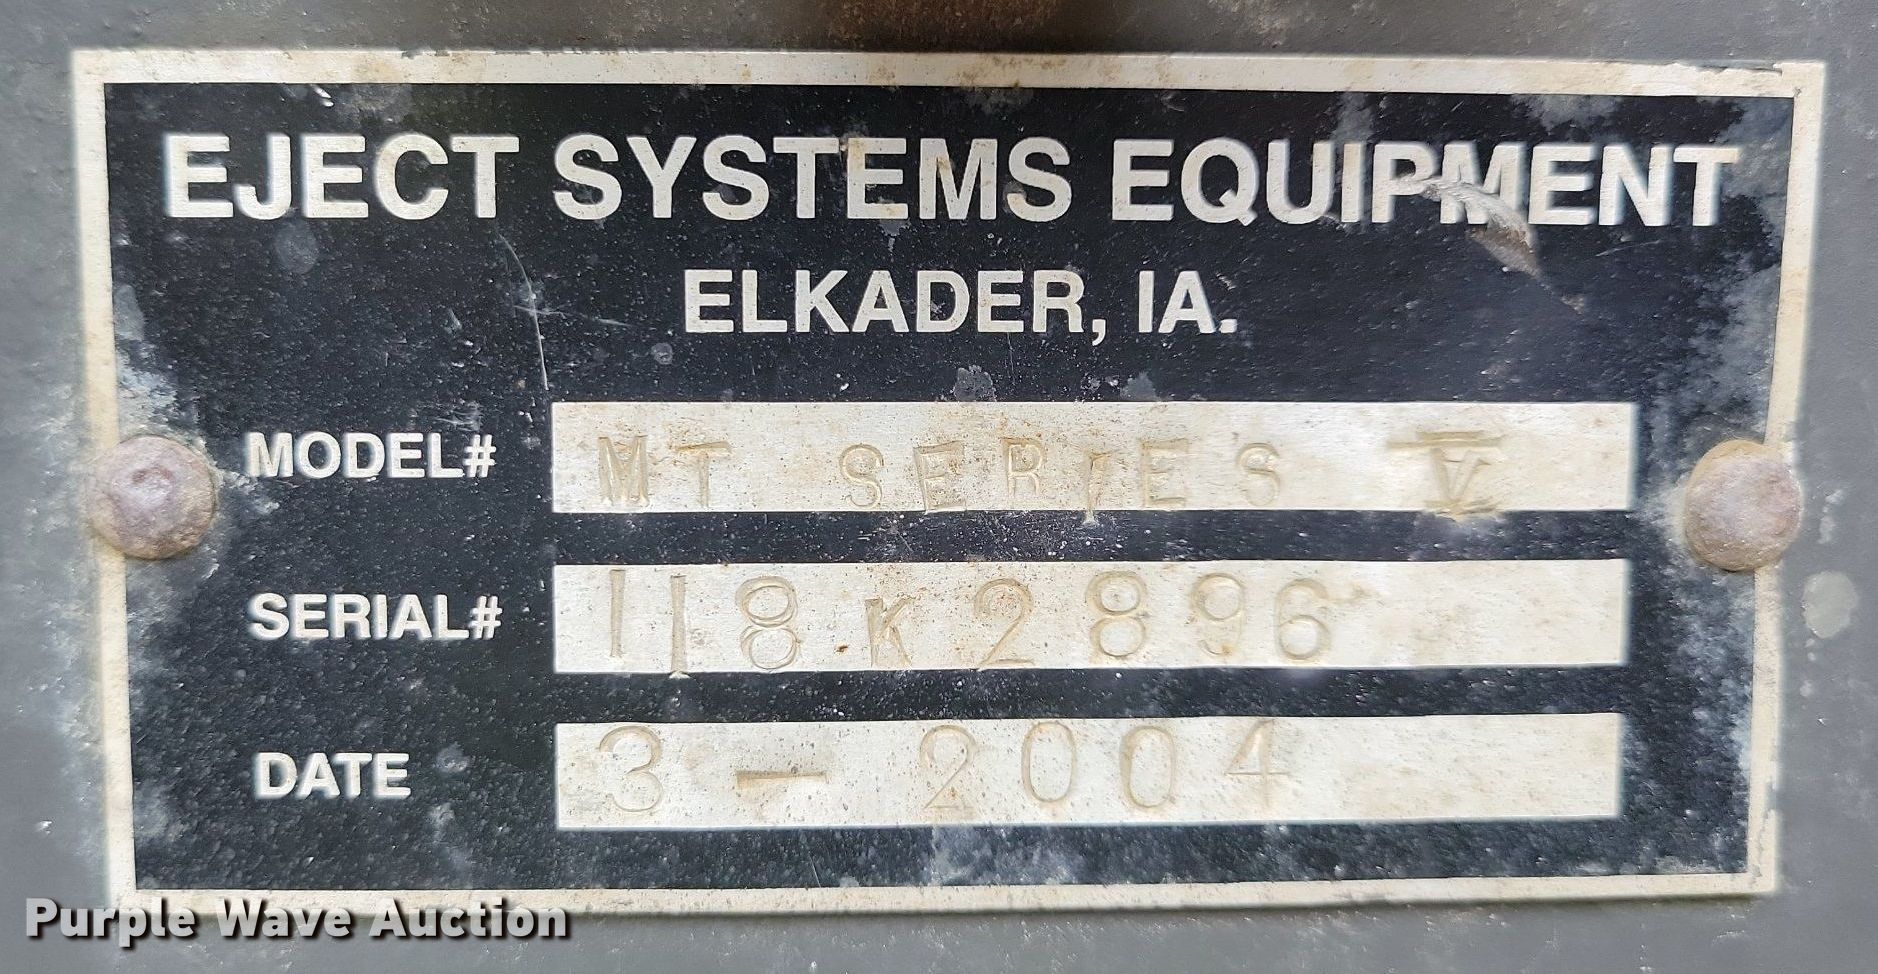 EJECT SYSTEMS EQUIPMENT
ELKADER, IA.
MODEL# MT SERIES V
SERIAL# 118K2896
DATE 3-2004
Purple Wave Auction